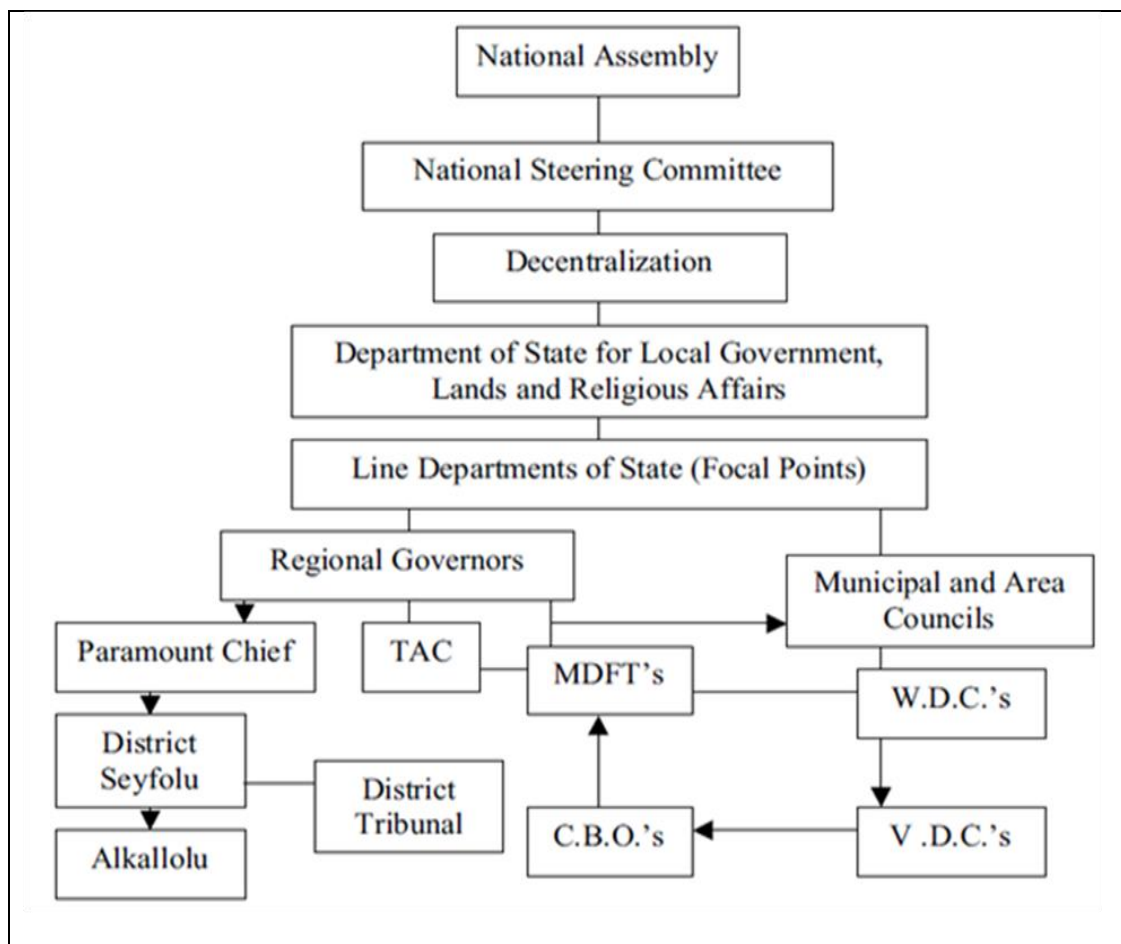 National Assembly
National Steering Committee
Decentralization
Department of State for Local Government,
Lands and Religious Affairs
Line Departments of State (Focal Points)
Regional Governors
Municipal and Area
Councils
Paramount Chief
TAC
MDFT's
W.D.C.'s
District
Seyfolu
District
Tribunal
C.B.O.'s
V .D.C.'s
Alkallolu